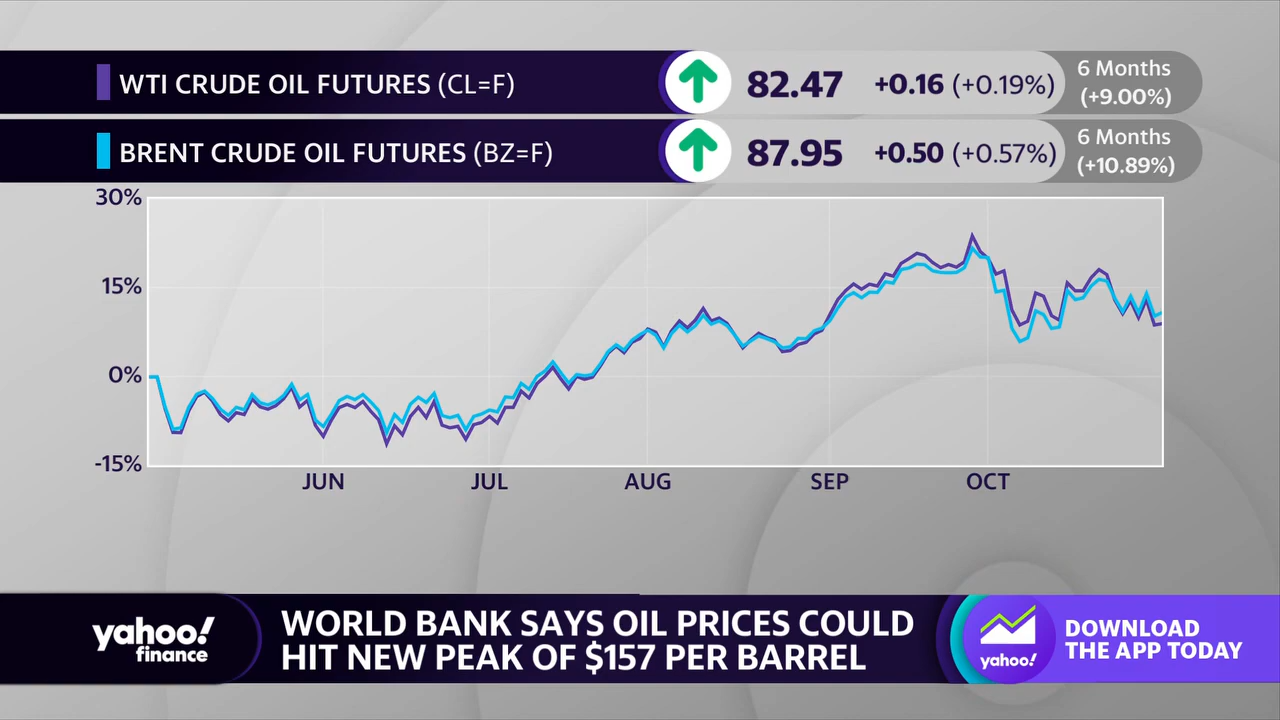 WTI CRUDE OIL FUTURES (CL=F) 82.47 +0.16 (+0.19%) 6 Months (+9.00%)
BRENT CRUDE OIL FUTURES (BZ=F) 87.95 +0.50 (+0.57%) 6 Months (+10.89%)
30%
15%
0%
-15%
JUN JUL AUG SEP OCT
yahoo!
finance
WORLD BANK SAYS OIL PRICES COULD
HIT NEW PEAK OF $157 PER BARREL
yahoo!
DOWNLOAD
THE APP TODAY